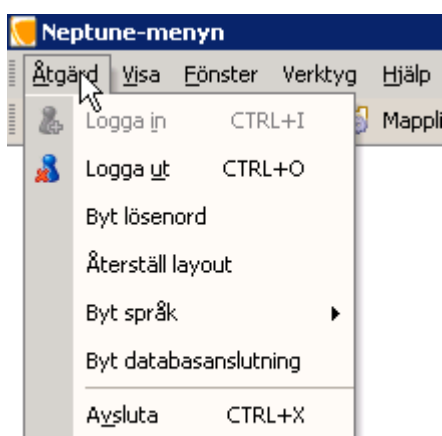 Neptune-menyn
Åtgärd Visa Fönster Verktyg Hjälp
Mappli
Logga in CTRL+I
Logga ut CTRL+O
Byt lösenord
Återställ layout
Byt språk
Byt databasanslutning
Avsluta CTRL+X